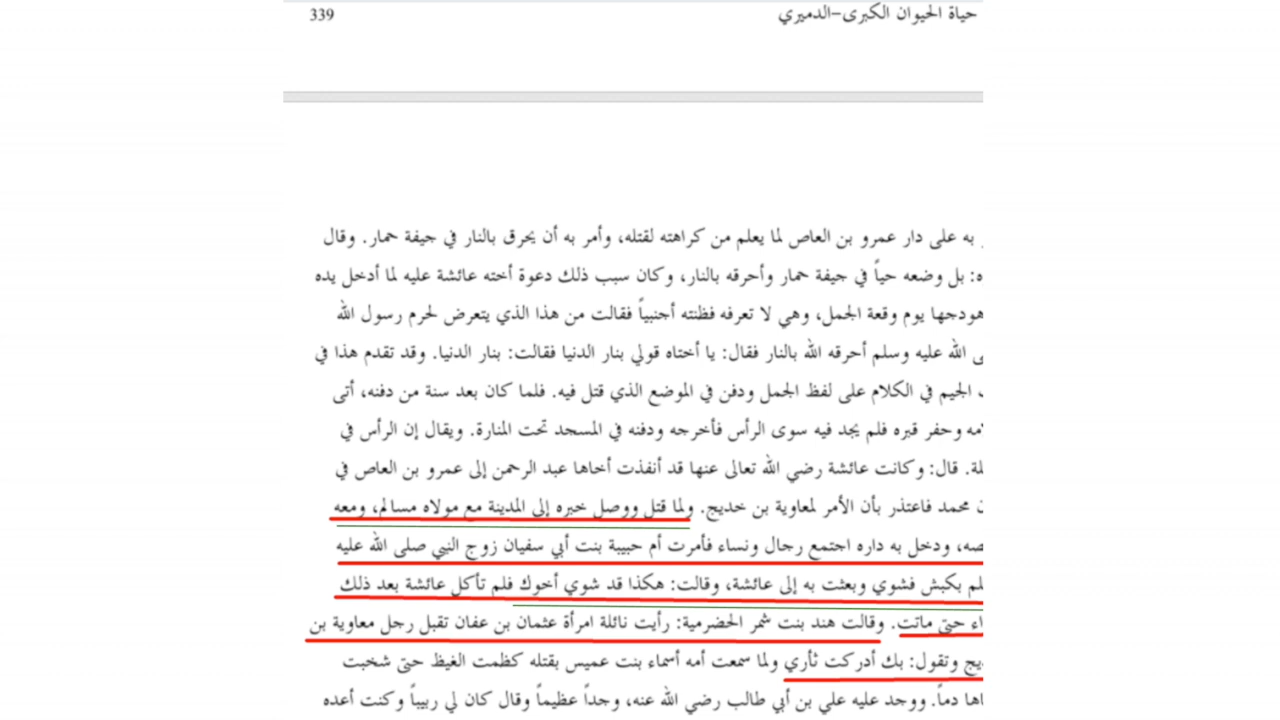 حياة الحيوان الكبرى–الدميري 339
به على دار عمرو بن العاص لما يعلم من كراهته لقتله، وأمر به أن يحرق بالنار في جيفة حمار. وقال
ه: بل وضعه حياً في جيفة حمار وأحرقه بالنار، وكان سبب ذلك دعوة أخته عائشة عليه لما أدخل يده
هودجها يوم وقعة الجمل، وهي لا تعرفه فظنته أجنبياً فقالت من هذا الذي يتعرض لحرم رسول الله
ى الله عليه وسلم أحرقه الله بالنار فقال: يا أختاه قولي بنار الدنيا فقالت: بنار الدنيا. وقد تقدم هذا في
ب الجيم في الكلام على لفظ الجمل ودفن في الموضع الذي قتل فيه. فلما كان بعد سنة من دفنه، أتى
مه وحفر قبره فلم يجد فيه سوى الرأس فأخرجه ودفنه في المسجد تحت المنارة. ويقال إن الرأس في
لة. قال: وكانت عائشة رضي الله تعالى عنها قد أنفذت أخاها عبد الرحمن إلى عمرو بن العاص في
ن محمد فاعتذر بأن الأمر لمعاوية بن خديج. ولما قتل ووصل خبره إلى المدينة مع مولاه مسالم، ومعه
صه، ودخل به داره اجتمع رجال ونساء فأمرت أم حبيبة بنت أبي سفيان زوج النبي صلى الله عليه
لم بكبش فشوي وبعثت به إلى عائشة، وقالت: هكذا قد شوي أخوك فلم تأكل عائشة بعد ذلك
اء حتى ماتت. وقالت هند بنت شمر الحضرمية: رأيت نائلة امرأة عثمان بن عفان تقبل رجل معاوية بن
ديج وتقول: بك أدركت ثأري ولما سمعت أمه أسماء بنت عميس بقتله كظمت الغيظ حتى شخبت
اها دماً. ووجد عليه علي بن أبي طالب رضي الله عنه، وجداً عظيماً وقال كان لي ربيباً وكنت أعده